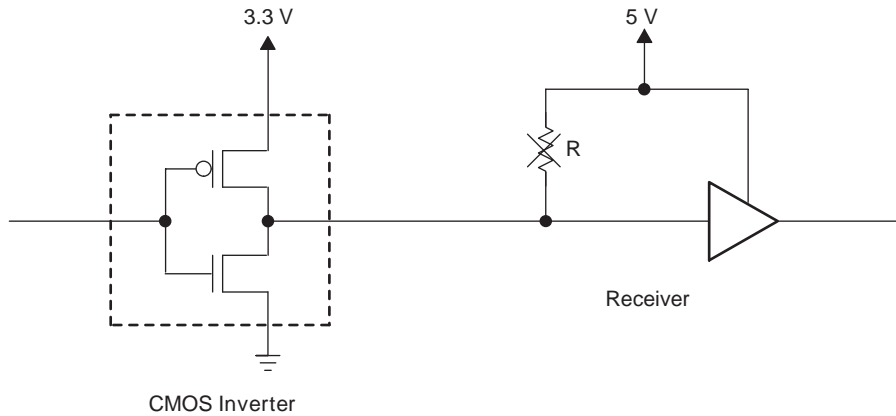 3.3 V
5 V
R
Receiver
CMOS Inverter